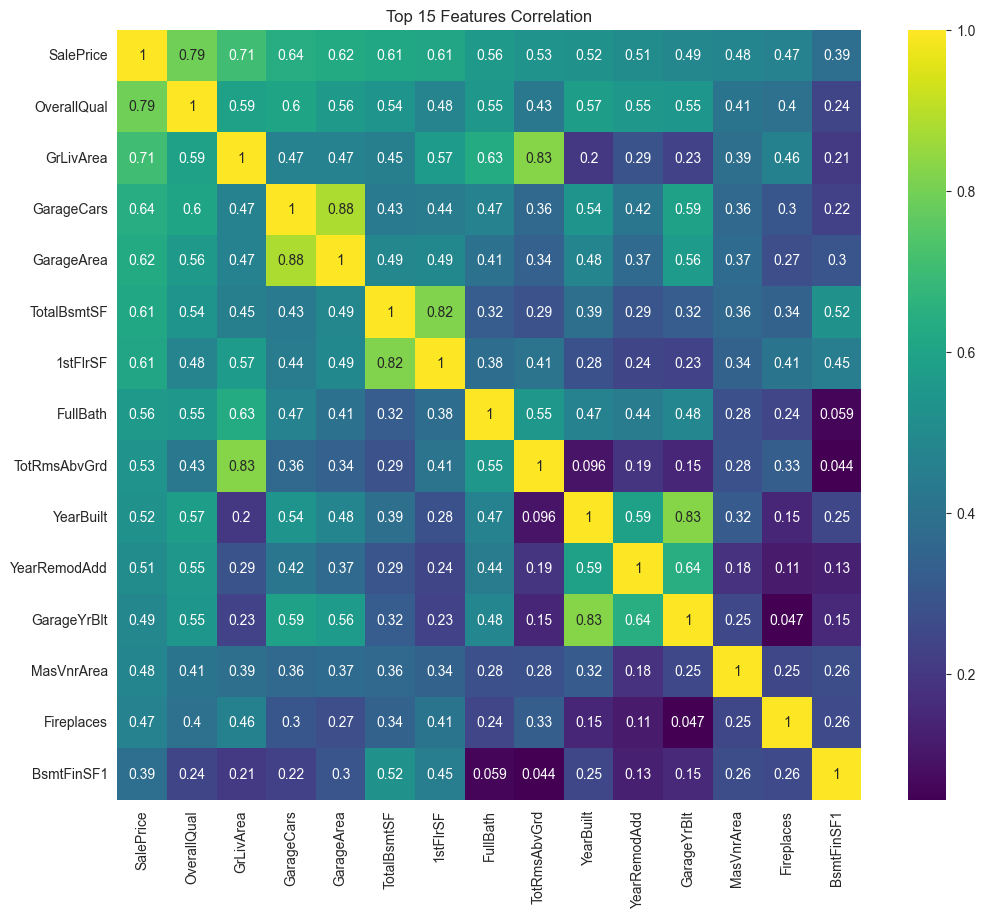 Top 15 Features Correlation
SalePrice 1 0.79 0.71 0.64 0.62 0.61 0.61 0.56 0.53 0.52 0.51 0.49 0.48 0.47 0.39
OverallQual 0.79 1 0.59 0.6 0.56 0.54 0.48 0.55 0.43 0.57 0.55 0.55 0.41 0.4 0.24
GrLivArea 0.71 0.59 1 0.47 0.47 0.45 0.57 0.63 0.83 0.2 0.29 0.23 0.39 0.46 0.21
GarageCars 0.64 0.6 0.47 1 0.88 0.43 0.44 0.47 0.36 0.54 0.42 0.59 0.36 0.3 0.22
GarageArea 0.62 0.56 0.47 0.88 1 0.49 0.49 0.41 0.34 0.48 0.37 0.56 0.37 0.27 0.3
TotalBsmtSF 0.61 0.54 0.45 0.43 0.49 1 0.82 0.32 0.29 0.39 0.29 0.32 0.36 0.34 0.52
1stFlrSF 0.61 0.48 0.57 0.44 0.49 0.82 1 0.38 0.41 0.28 0.24 0.23 0.34 0.41 0.45
FullBath 0.56 0.55 0.63 0.47 0.41 0.32 0.38 1 0.55 0.47 0.44 0.48 0.28 0.24 0.059
TotRmsAbvGrd 0.53 0.43 0.83 0.36 0.34 0.29 0.41 0.55 1 0.096 0.19 0.15 0.28 0.33 0.044
YearBuilt 0.52 0.57 0.2 0.54 0.48 0.39 0.28 0.47 0.096 1 0.59 0.83 0.32 0.15 0.25
YearRemodAdd 0.51 0.55 0.29 0.42 0.37 0.29 0.24 0.44 0.19 0.59 1 0.64 0.18 0.11 0.13
GarageYrBlt 0.49 0.55 0.23 0.59 0.56 0.32 0.23 0.48 0.15 0.83 0.64 1 0.25 0.047 0.15
MasVnrArea 0.48 0.41 0.39 0.36 0.37 0.36 0.34 0.28 0.28 0.32 0.18 0.25 1 0.25 0.26
Fireplaces 0.47 0.4 0.46 0.3 0.27 0.34 0.41 0.24 0.33 0.15 0.11 0.047 0.25 1 0.26
BsmtFinSF1 0.39 0.24 0.21 0.22 0.3 0.52 0.45 0.059 0.044 0.25 0.13 0.15 0.26 0.26 1
SalePrice
OverallQual
GrLivArea
GarageCars
GarageArea
TotalBsmtSF
1stFlrSF
FullBath
TotRmsAbvGrd
YearBuilt
YearRemodAdd
GarageYrBlt
MasVnrArea
Fireplaces
BsmtFinSF1
1.0
0.8
0.6
0.4
0.2